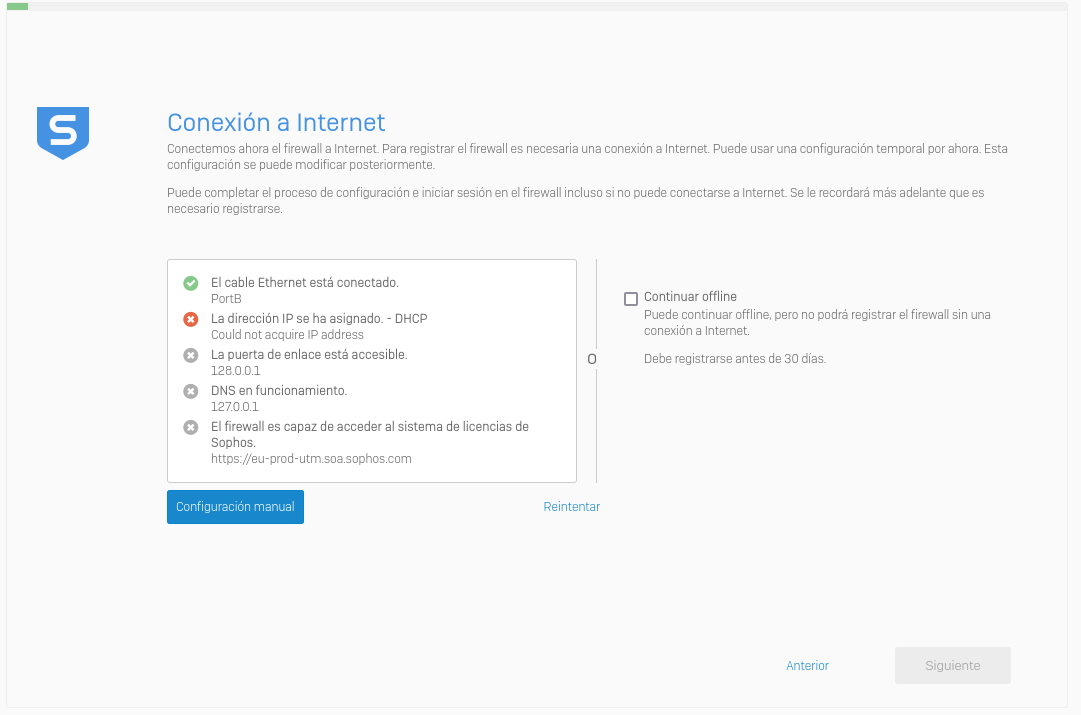 S
Conexión a Internet
Conectemos ahora el firewall a Internet. Para registrar el firewall es necesaria una conexión a Internet. Puede usar una configuración temporal por ahora. Esta
configuración se puede modificar posteriormente.
Puede completar el proceso de configuración e iniciar sesión en el firewall incluso si no puede conectarse a Internet. Se le recordará más adelante que es
necesario registrarse.
El cable Ethernet está conectado.
PortB
La dirección IP se ha asignado. - DHCP
Could not acquire IP address
La puerta de enlace está accesible.
128.0.0.1
DNS en funcionamiento.
127.0.0.1
El firewall es capaz de acceder al sistema de licencias de
Sophos.
https://eu-prod-utm.soa.sophos.com
Configuración manual
Reintentar
O
Continuar offline
Puede continuar offline, pero no podrá registrar el firewall sin una
conexión a Internet.
Debe registrarse antes de 30 días.
Anterior
Siguiente